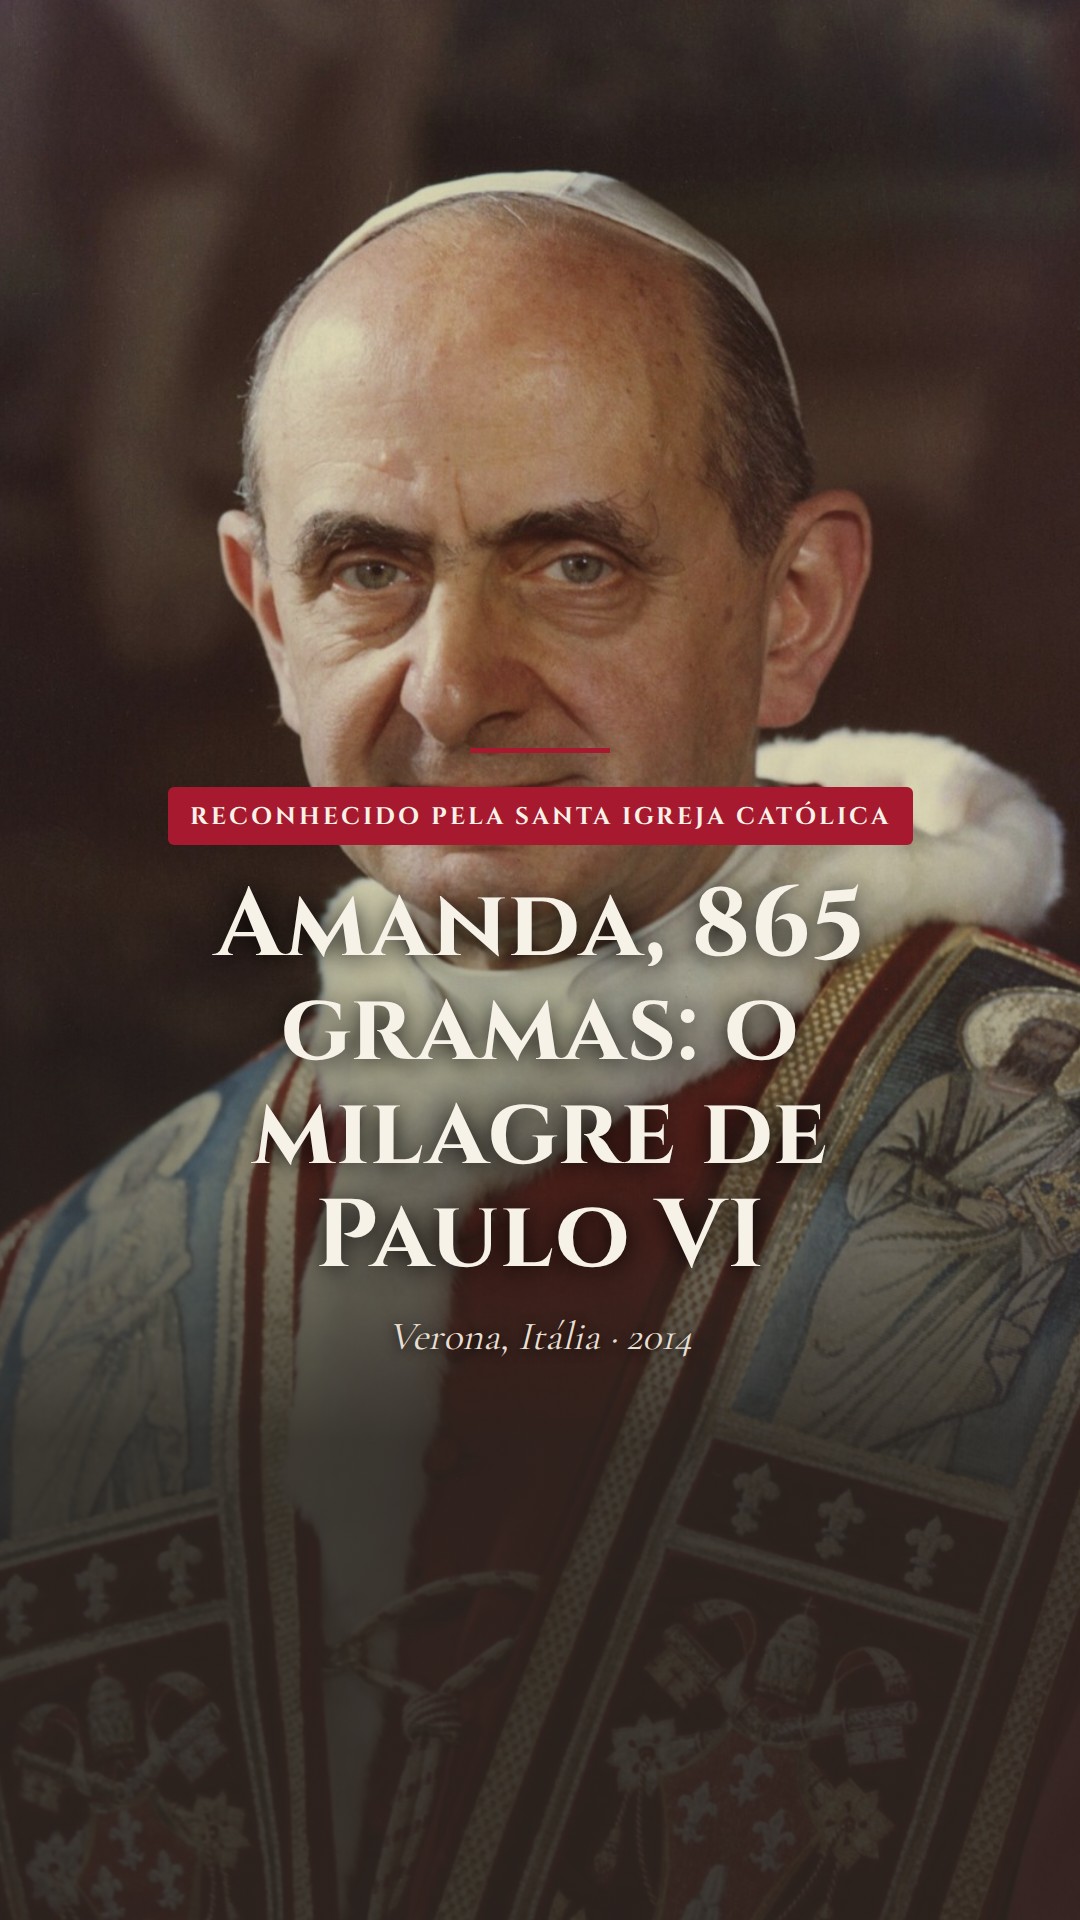 RECONHECIDO PELA SANTA IGREJA CATÓLICA
Amanda, 865
gramas: o
milagre de
Paulo VI
Verona, Itália · 2014